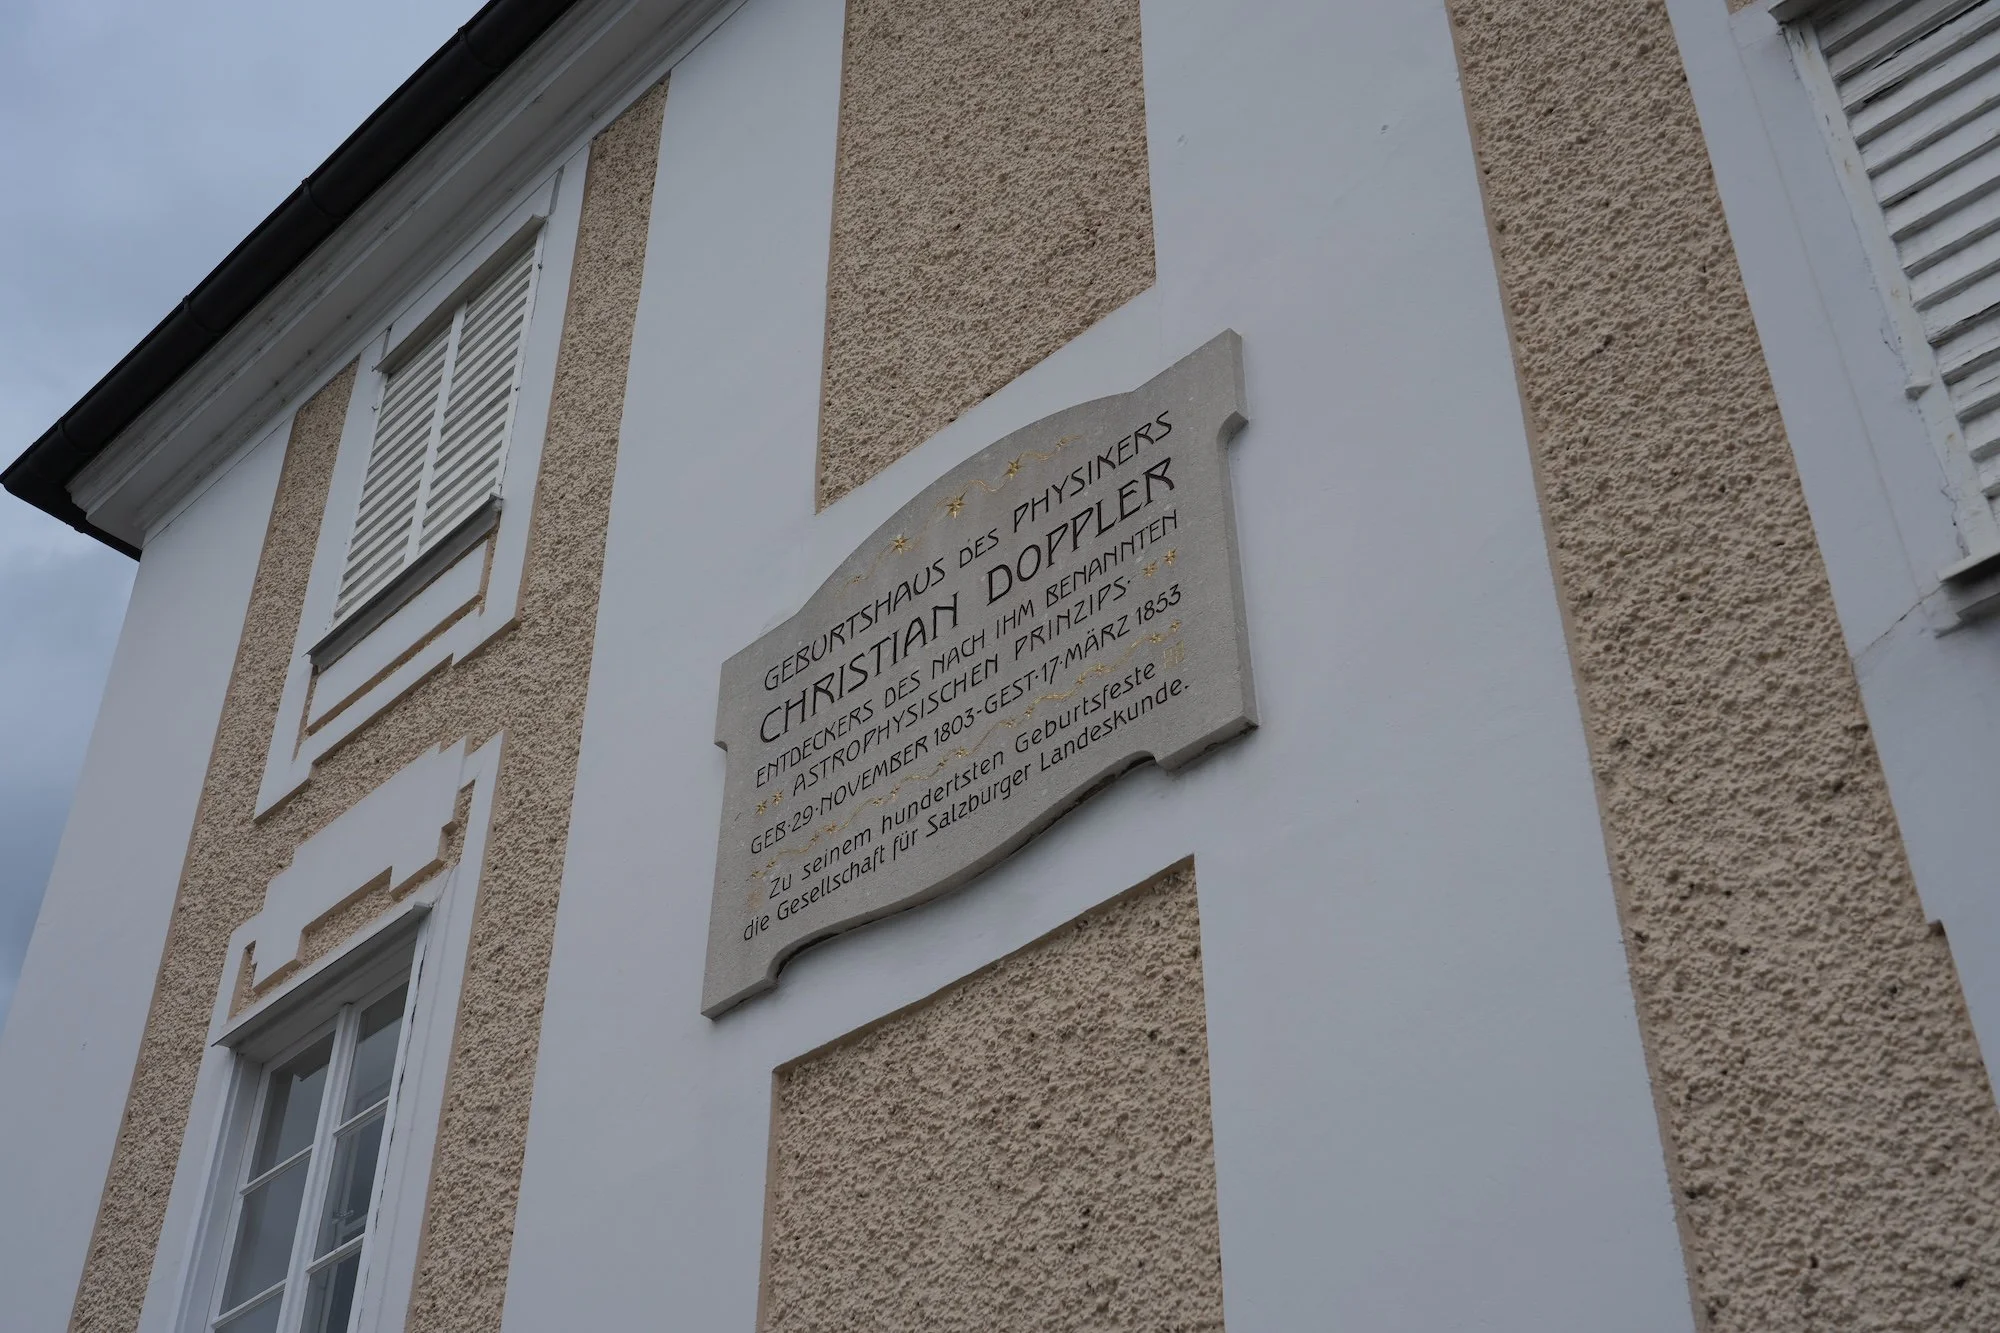 GEBURTSHAUS DES PHYSIKERS
CHRISTIAN DOPPLER
ENTDECKERS DES NACH IHM BENANNTEN
ASTROPHYSISCHEN PRINZIPS·
GEB·29·NOVEMBER 1803-GEST·17·MÄRZ 1853
Zu seinem hundertsten Geburtsfeste
die Gesellschaft für Salzburger Landeskunde.